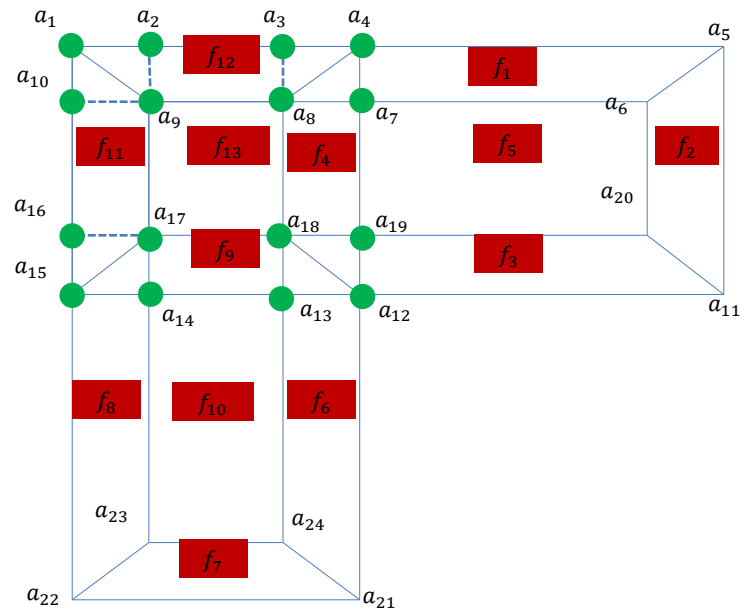 a₁ a₂ a₃ a₄ a₅
f₁₂ f₁
a₁₀ a₉ a₈ a₇ a₆
f₁₁ f₁₃ f₄ f₅ f₂
a₁₆ a₁₇ a₁₈ a₁₉ a₂₀
f₉ f₃
a₁₅ a₁₄ a₁₃ a₁₂ a₁₁
f₈ f₁₀ f₆
a₂₃ a₂₄
f₇
a₂₂ a₂₁